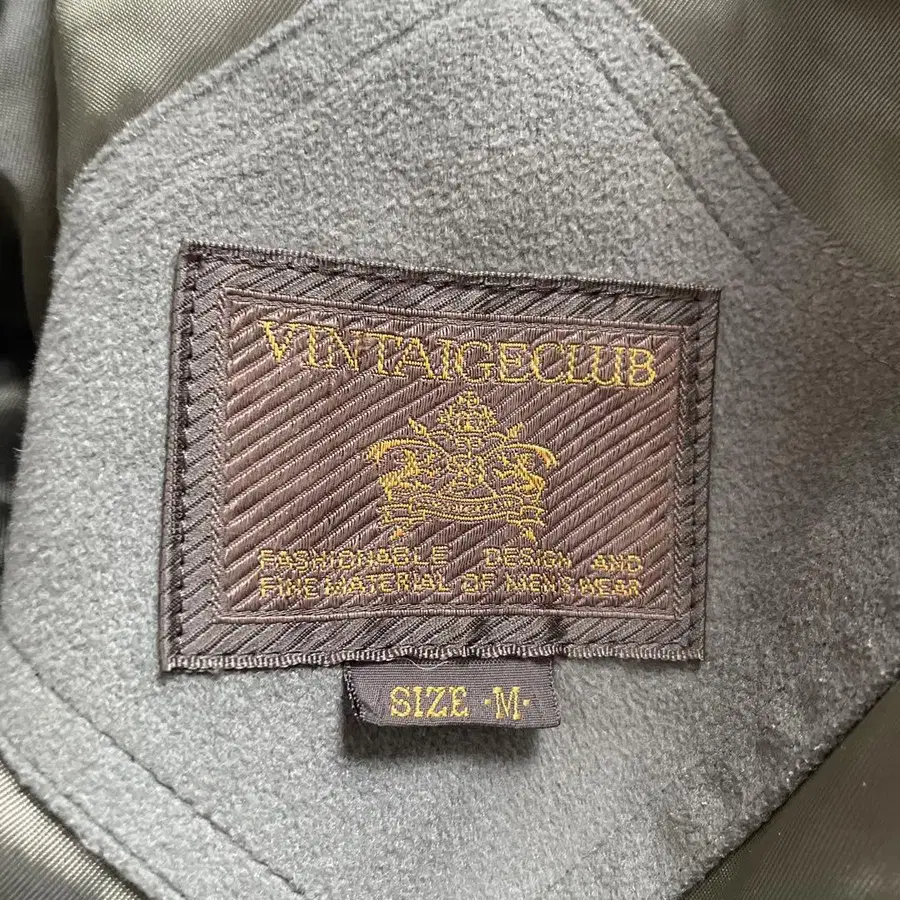 VINTAIGECLUB
FASHIONABLE DESIGN AND
FINE MATERIAL OF MEN'S WEAR
SIZE ·M·